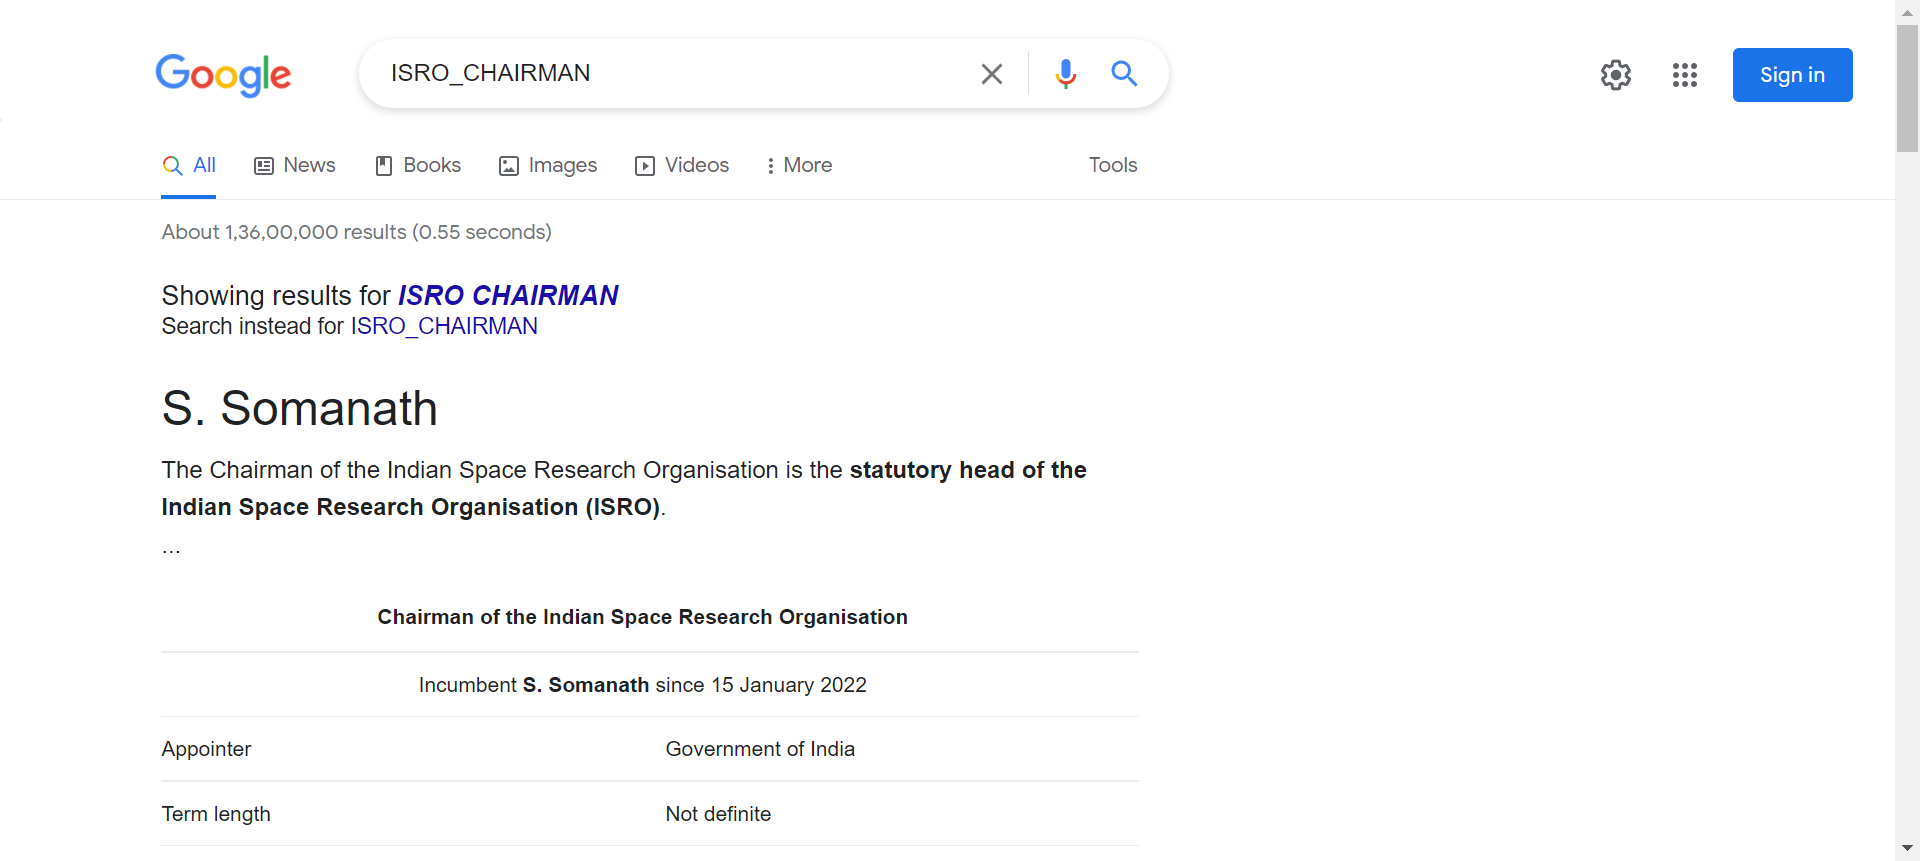 Google
ISRO_CHAIRMAN
Sign in
All News Books Images Videos More Tools
About 1,36,00,000 results (0.55 seconds)
Showing results for ISRO CHAIRMAN
Search instead for ISRO_CHAIRMAN
S. Somanath
The Chairman of the Indian Space Research Organisation is the statutory head of the
Indian Space Research Organisation (ISRO).
...
Chairman of the Indian Space Research Organisation
Incumbent S. Somanath since 15 January 2022
Appointer Government of India
Term length Not definite